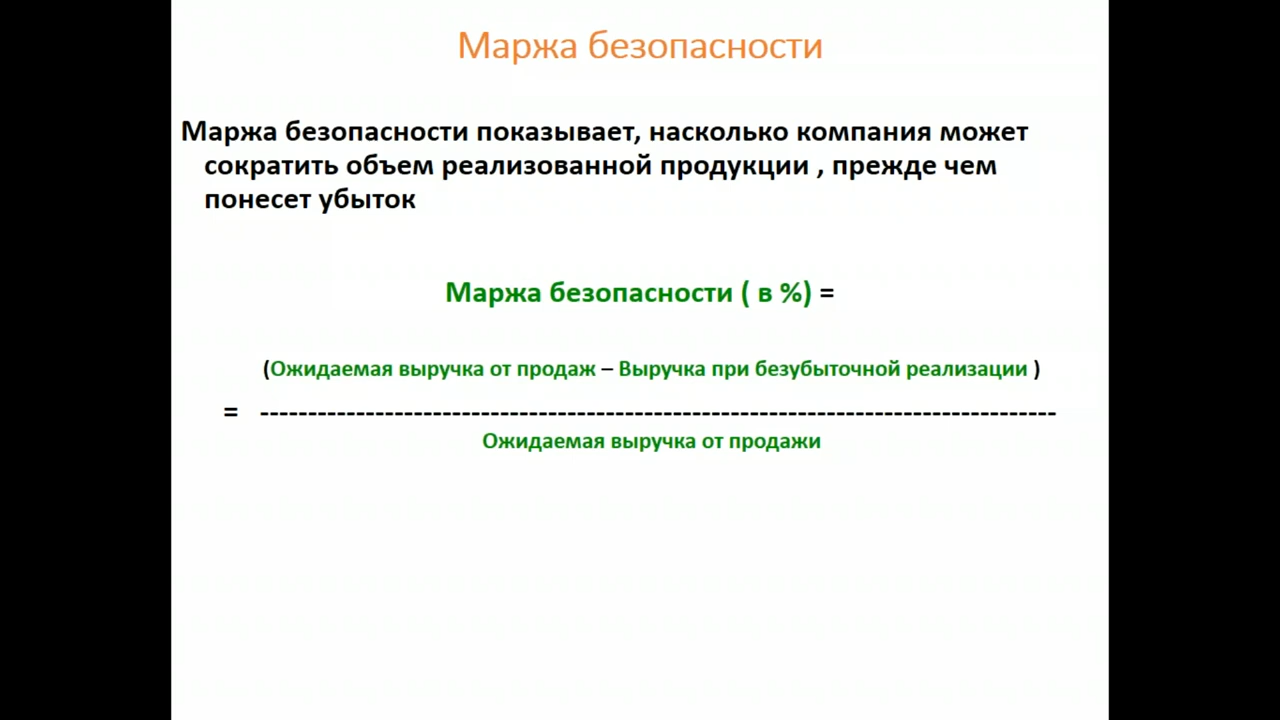 Маржа безопасности
Маржа безопасности показывает, насколько компания может
сократить объем реализованной продукции , прежде чем
понесет убыток
Маржа безопасности ( в %) =
(Ожидаемая выручка от продаж – Выручка при безубыточной реализации )
= -----------------------------------------------------------------------------------
Ожидаемая выручка от продажи